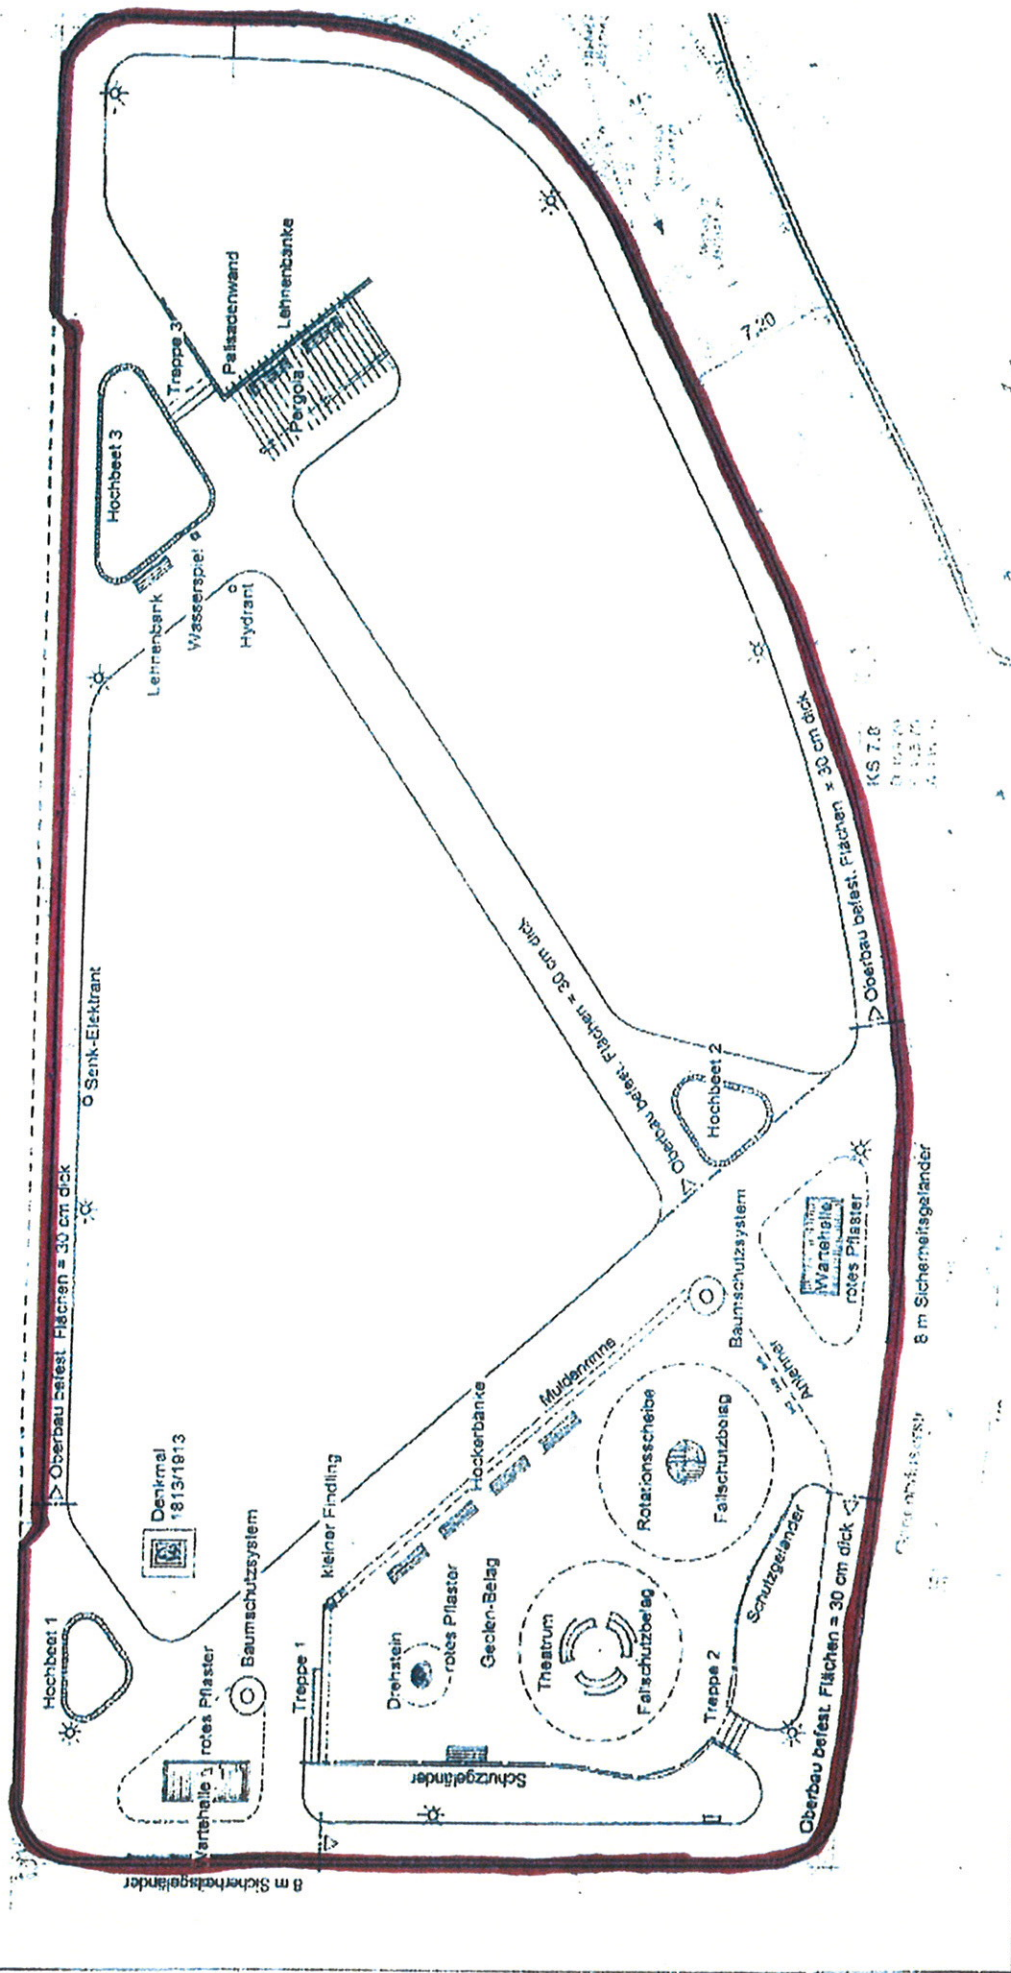 Palisadenwand
Lehnenbänke
Treppe 3
Pergola
7,20
Hochbeet 3
Lehnenbank
Wasserspiel
Hydrant
Senk-Elektrant
Oberbau befest. Flächen = 30 cm dick
Oberbau befest. Flächen = 30 cm dick
Oberbau befest. Flächen = 30 cm dick
KS 7.8
Hochbeet 2
Denkmal
1813/1913
Hochbeet 1
Baumschutzsystem
rotes Pflaster
Wartehalle
8 m Sicherheitsgeländer
kleiner Findling
Hockerbänke
Muldenrinne
Baumschutzsystem
Wartehalle
rotes Pflaster
8 m Sicherheitsgeländer
Anlehner
Rotationsscheibe
Fallschutzbelag
Treppe 1
Drehstein
rotes Pflaster
Geclen-Belag
Theatrum
Fallschutzbelag
Treppe 2
Schutzgeländer
Schutzgeländer
Oberbau befest. Flächen = 30 cm dick